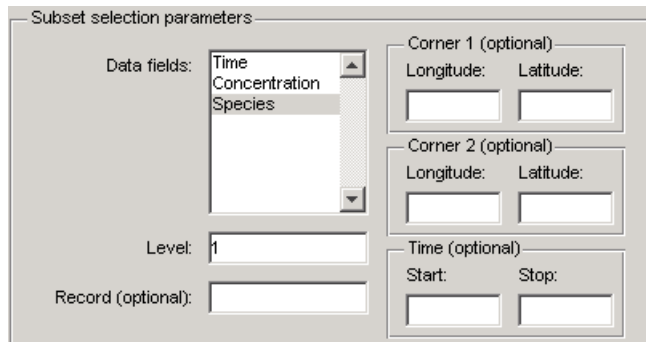 Subset selection parameters
Data fields:
Time
Concentration
Species
Level: 1
Record (optional):
Corner 1 (optional)
Longitude: Latitude:
Corner 2 (optional)
Longitude: Latitude:
Time (optional)
Start: Stop: